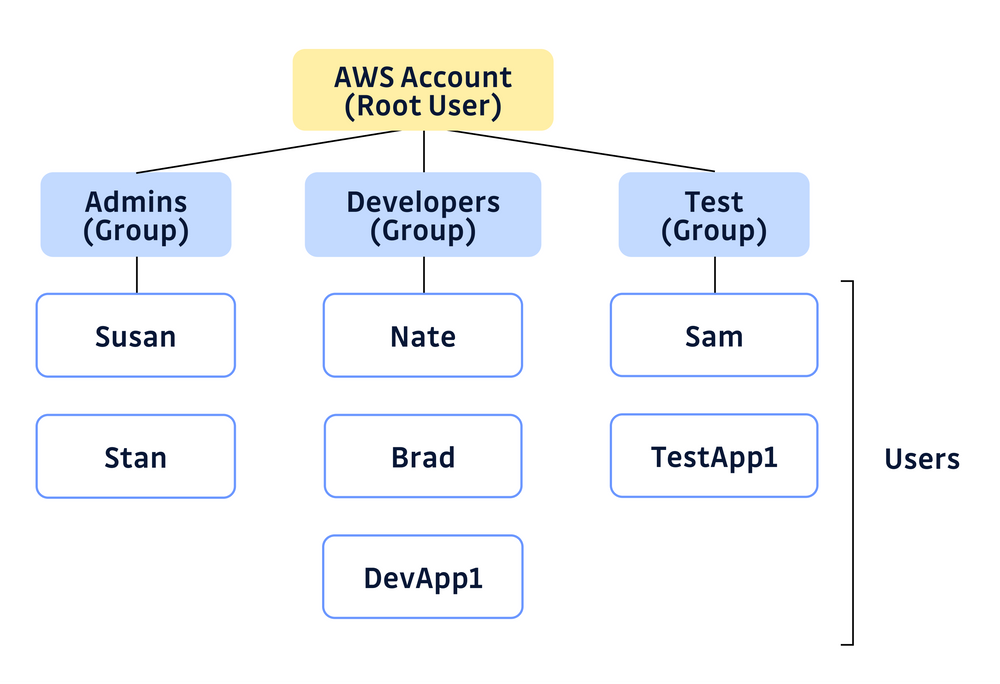 AWS Account
(Root User)
Admins
(Group)
Developers
(Group)
Test
(Group)
Susan
Nate
Sam
Stan
Brad
TestApp1
Users
DevApp1